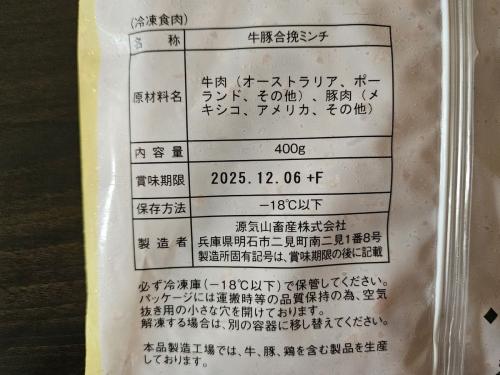 (冷凍食肉)
名称 牛豚合挽ミンチ
原材料名 牛肉(オーストラリア、ポー
ランド、その他)、豚肉(メ
キシコ、アメリカ、その他)
内容量 400g
賞味期限 2025.12.06 +F
保存方法 -18℃以下
製造者 源気山畜産株式会社
兵庫県明石市二見町南二見1番8号
製造所固有記号は、賞味期限の後に記載
必ず冷凍庫(-18℃以下)で保管してください。
パッケージには運搬時等の品質保持の為、空気
抜き用の小さな穴を開けております。
解凍する場合は、別の容器に移し替えてください。
本品製造工場では、牛、豚、鶏を含む製品を生産
しております。